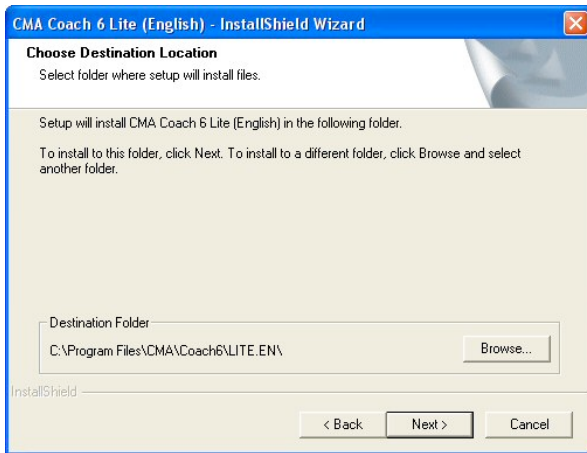 CMA Coach 6 Lite (English) - InstallShield Wizard
Choose Destination Location
Select folder where setup will install files.
Setup will install CMA Coach 6 Lite (English) in the following folder.
To install to this folder, click Next. To install to a different folder, click Browse and select
another folder.
Destination Folder
C:\Program Files\CMA\Coach6\LITE.EN\
Browse...
InstallShield
< Back
Next >
Cancel